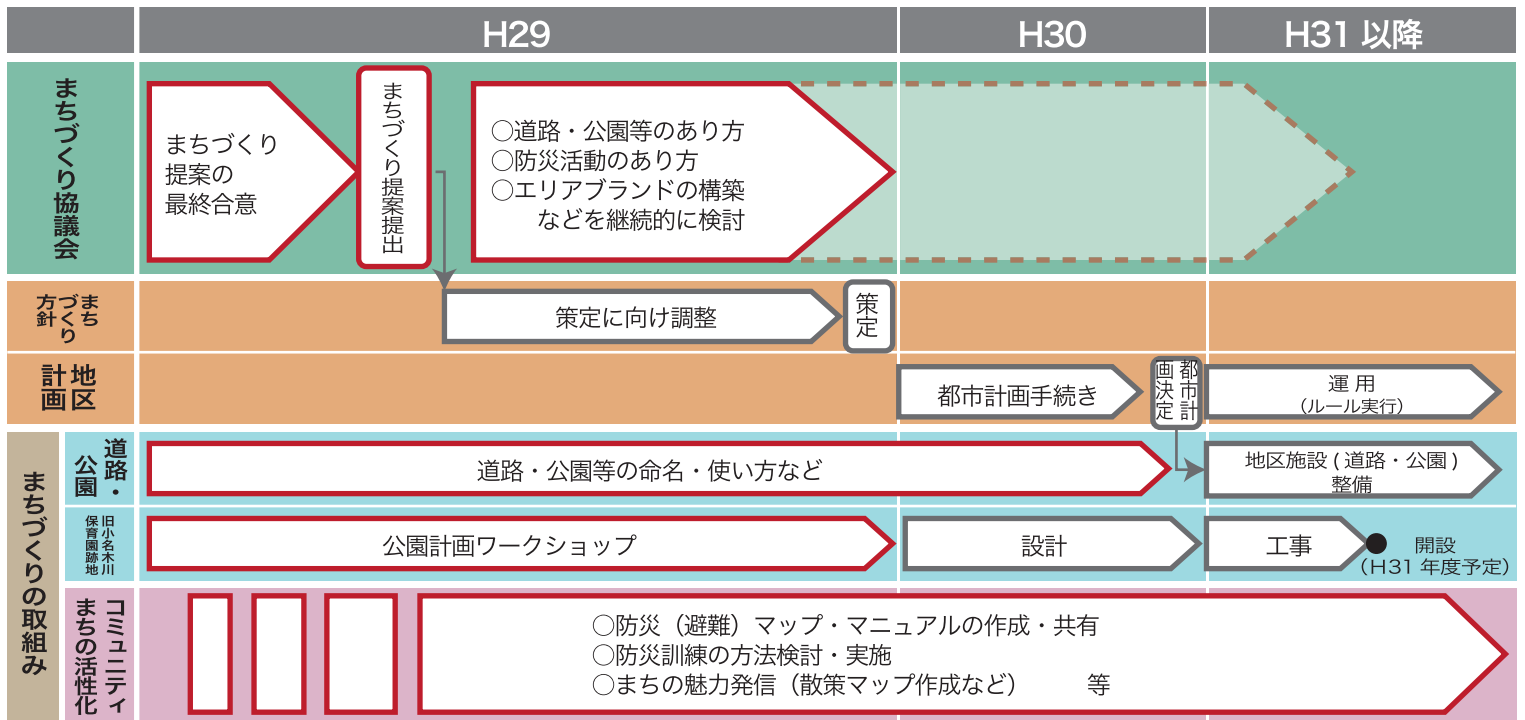 H29
H30
H31 以降
まちづくり協議会
まちづくり
提案の
最終合意
まちづくり提案提出
○道路・公園等のあり方
○防災活動のあり方
○エリアブランドの構築
などを継続的に検討
まち
づくり
方針
策定に向け調整
策定
地区
計画
都市計画手続き
都市計
画決定
運 用
（ルール実行）
まちづくりの取組み
道路・
公園
道路・公園等の命名・使い方など
地区施設 ( 道路・公園 )
整備
旧小名木川
保育園跡地
公園計画ワークショップ
設計
工事
開設
（H31 年度予定）
コミュニティ
まちの活性化
○防災（避難）マップ・マニュアルの作成・共有
○防災訓練の方法検討・実施
○まちの魅力発信（散策マップ作成など） 等